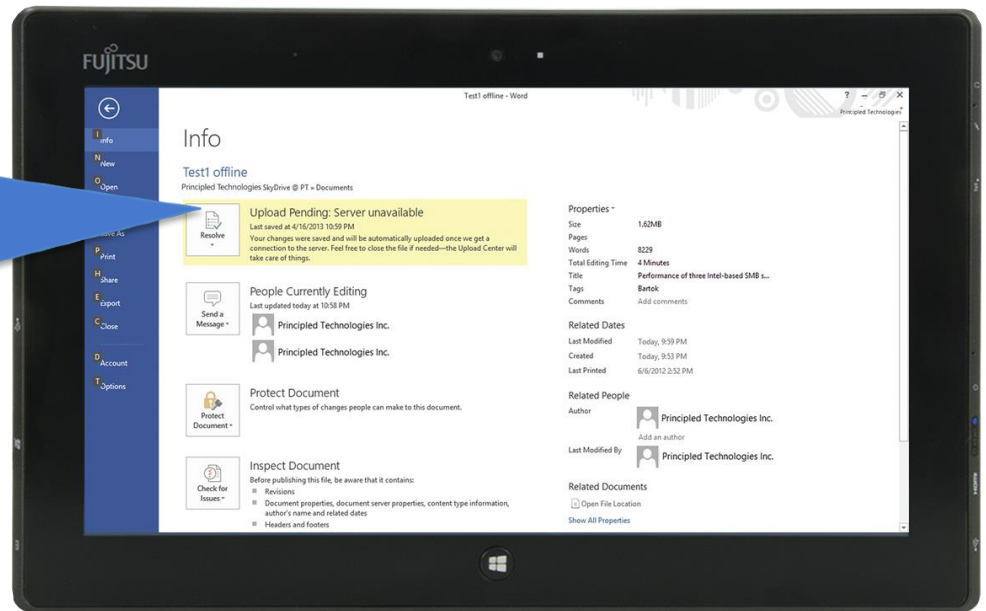 FUJITSU
Test1 offline - Word
?
Principled Technologies
Info
I
Info
N
New
O
Open
As
P
Print
H
Share
E
Export
C
Close
D
Account
T
Options
Test1 offline
Principled Technologies SkyDrive @ PT » Documents
Resolve
Upload Pending: Server unavailable
Last saved at 4/16/2013 10:59 PM
Your changes were saved and will be automatically uploaded once we get a
connection to the server. Feel free to close the file if needed—the Upload Center will
take care of things.
Send a
Message
People Currently Editing
Last updated today at 10:58 PM
Principled Technologies Inc.
Principled Technologies Inc.
Protect
Document
Protect Document
Control what types of changes people can make to this document.
Check for
Issues
Inspect Document
Before publishing this file, be aware that it contains:
Revisions
Document properties, document server properties, content type information,
author's name and related dates
Headers and footers
Properties
Size 1.62MB
Pages
Words 8229
Total Editing Time 4 Minutes
Title Performance of three Intel-based SMB s...
Tags Bartok
Comments Add comments
Related Dates
Last Modified Today, 9:59 PM
Created Today, 9:53 PM
Last Printed 6/6/2012 2:52 PM
Related People
Author Principled Technologies Inc.
Add an author
Last Modified By Principled Technologies Inc.
Related Documents
Open File Location
Show All Properties